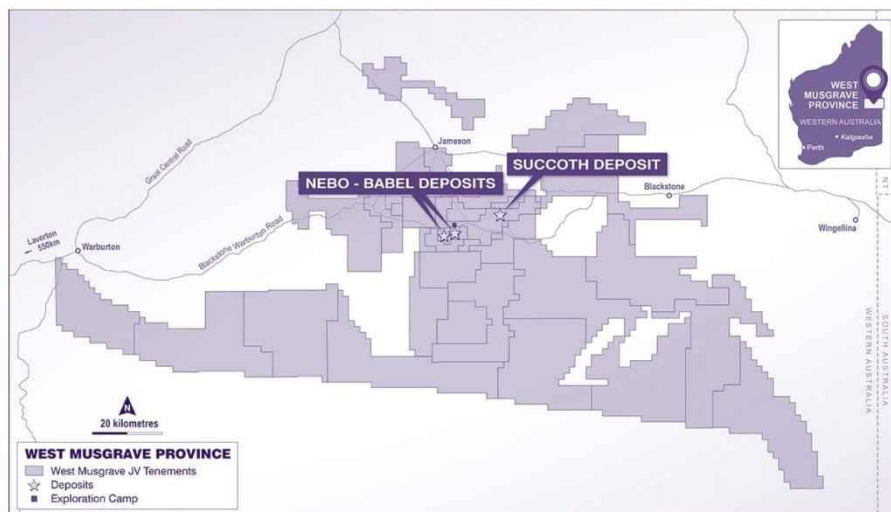 WEST
MUSGRAVE
PROVINCE
WESTERN AUSTRALIA
Kalgoorlie
Perth
Jameson
Great Central Road
SUCCOTH DEPOSIT
NEBO - BABEL DEPOSITS
Blackstone
NT
Wingellina
Laverton
550km
Warburton
Blackstone Warburton Road
WESTERN AUSTRALIA
SOUTH AUSTRALIA
N
20 kilometres
WEST MUSGRAVE PROVINCE
West Musgrave JV Tenements
Deposits
Exploration Camp